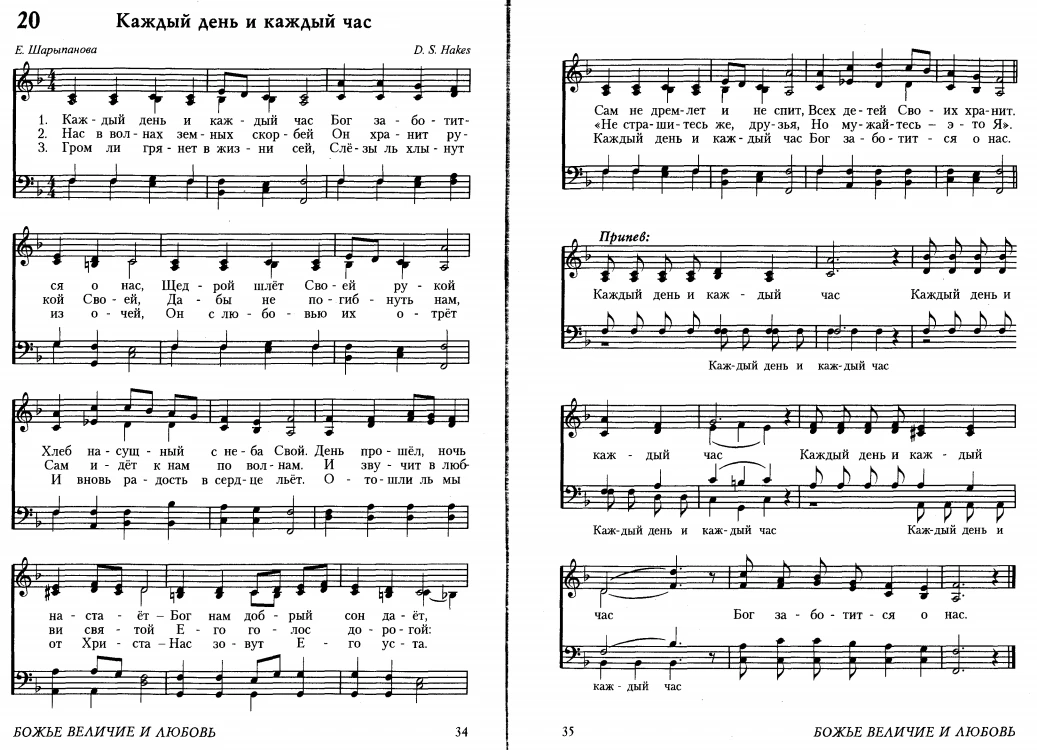 20
Каждый день и каждый час
Е. Шарыпанова
D. S. Hakes
1. Каж - дый день и каж - дый час Бог за - бо - тит-
2. Нас в вол - нах зем - ных скор - бей Он хра - нит ру-
3. Гром ли гря - нет в жиз - ни сей, Слё- зы ль хлы - нут
ся о нас, Щед - рой шлёт Сво - ей ру - кой
кой Сво - ей, Да - бы не по - гиб - нуть нам,
из о - чей, Он с лю - бо - вью их о - трёт
Хлеб на - сущ - ный с не - ба Свой. День про - шёл, ночь
Сам и - дёт к нам по вол - нам. И зву - чит в люб-
И вновь ра - дость в серд - це льёт. О - то - шли ль мы
на - ста - ёт – Бог нам доб - рый сон да - ёт,
ви свя - той Е - го го - лос до - ро - гой:
от Хри - ста – Нас зо - вут Е - го ус - та.
БОЖЬЕ ВЕЛИЧИЕ И ЛЮБОВЬ
34
Сам не дрем - лет и не спит, Всех де - тей Сво - их хра - нит.
«Не стра - ши - тесь же, дру - зья, Но му - жай - тесь – э - то Я».
Каждый день и каж - дый час Бог за - бо - тит - ся о нас.
Припев:
Каждый день и каж - дый час Каждый день и
Каж-дый день и каж-дый час
каж - дый час Каждый день и каж - дый
Каж-дый день и каж-дый час Каж-дый день и
час Бог за - бо - тит - ся о нас.
каж - дый час
35
БОЖЬЕ ВЕЛИЧИЕ И ЛЮБОВЬ